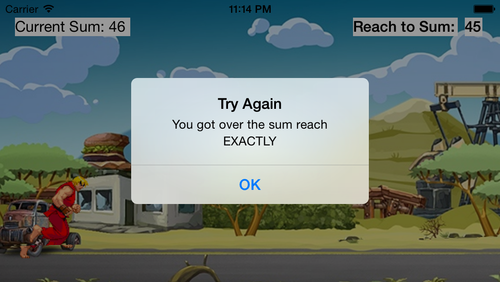 Carrier 11:14 PM
Current Sum: 46 Reach to Sum: 45
Try Again
You got over the sum reach
EXACTLY
OK